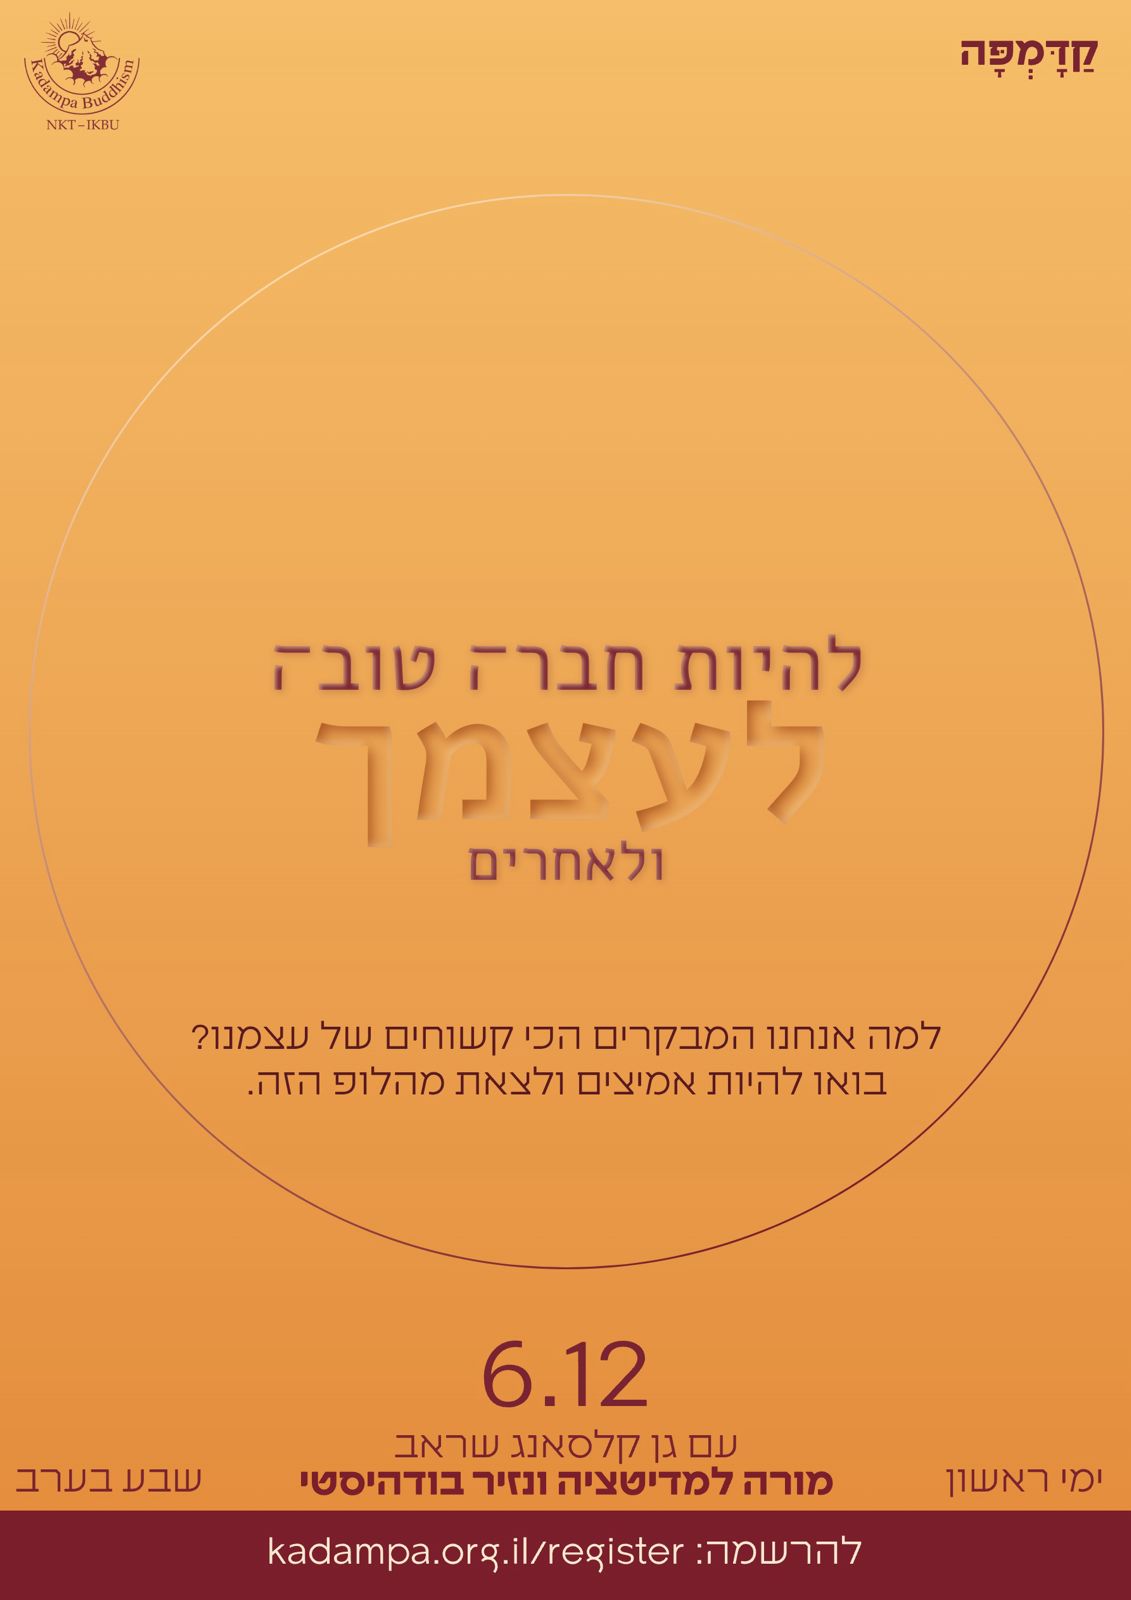 קַדָּמְפָּה
Kadampa Buddhism
NKT–IKBU
להיות חברה טובה
לעצמך
ולאחרים
למה אנחנו המבקרים הכי קשוחים של עצמנו?
בואו להיות אמיצים ולצאת מהלופ הזה.
6.12
עם גן קלסאנג שראב
מורה למדיטציה ונזיר בודהיסטי
ימי ראשון
שבע בערב
להרשמה: kadampa.org.il/register